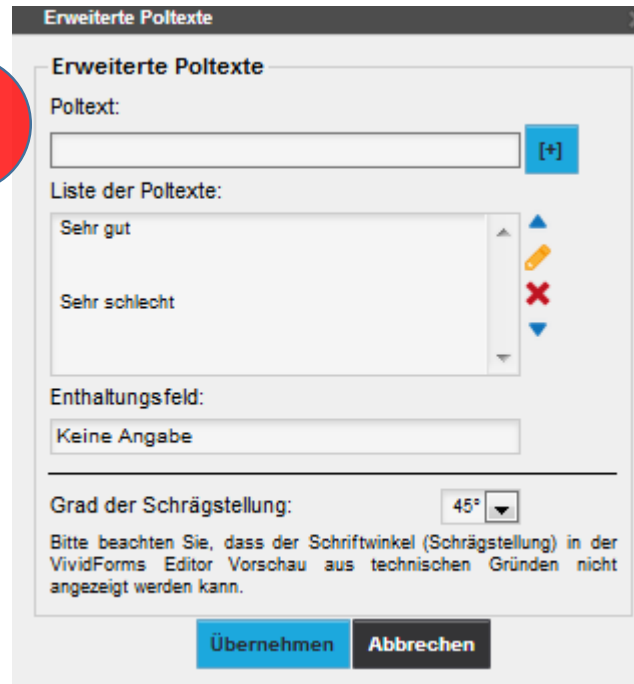 Erweiterte Poltexte
Erweiterte Poltexte
Poltext:
[+]
Liste der Poltexte:
Sehr gut
Sehr schlecht
Enthaltungsfeld:
Keine Angabe
Grad der Schrägstellung:
45°
Bitte beachten Sie, dass der Schriftwinkel (Schrägstellung) in der
VividForms Editor Vorschau aus technischen Gründen nicht
angezeigt werden kann.
Übernehmen
Abbrechen